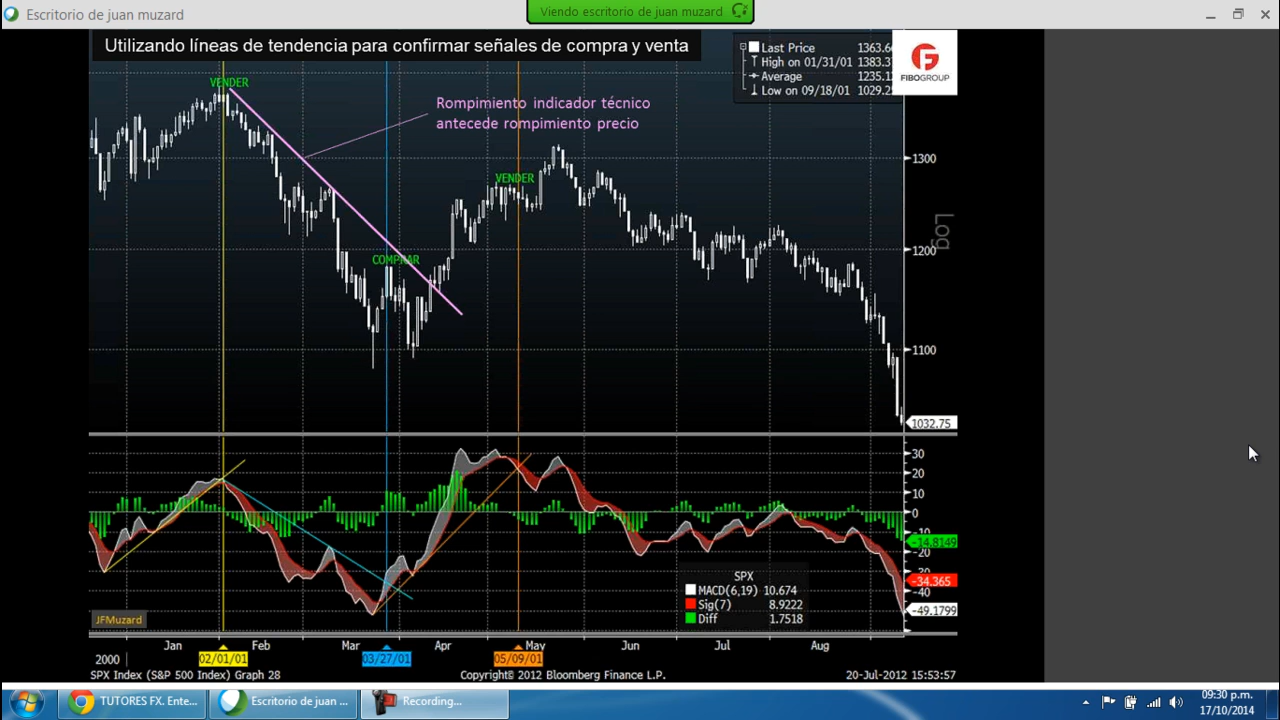 Escritorio de juan muzard
Viendo escritorio de juan muzard
Utilizando líneas de tendencia para confirmar señales de compra y venta
Last Price
High on 01/31/01
Average
Low on 09/18/01
FIBOGROUP
VENDER
Rompimiento indicador técnico
antecede rompimiento precio
1300
VENDER
Log
1200
COMPRAR
1100
1032.75
30
20
10
0
-10
-14.8149
-20
-34.365
-40
-49.1799
SPX
MACD(6,19) 10.674
Sig(7) 8.9222
Diff 1.7518
JFMuzard
Jan Feb Mar Apr May Jun Jul Aug
2000 02/01/01 03/27/01 05/09/01
SPX Index (S&P 500 Index) Graph 28 Copyright© 2012 Bloomberg Finance L.P. 20-Jul-2012 15:53:57
TUTORES FX. Ente... Escritorio de juan ... Recording...
09:30 p.m.
17/10/2014